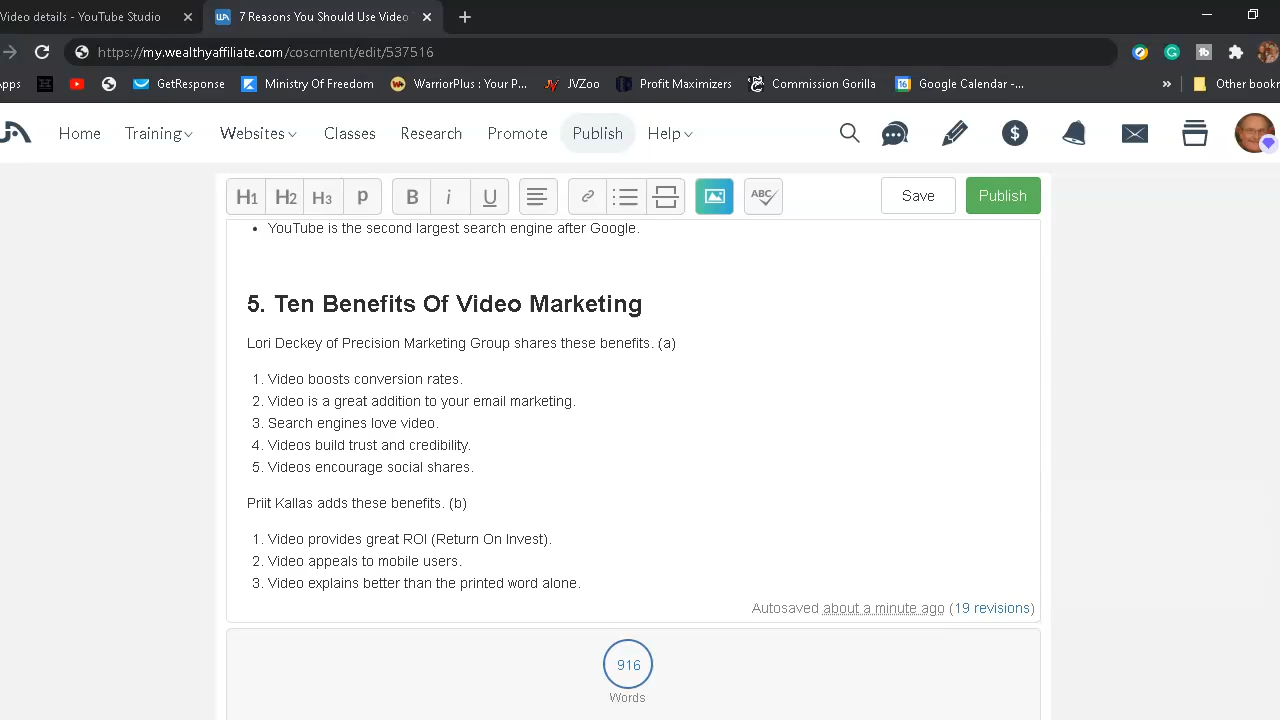 Video details - YouTube Studio
7 Reasons You Should Use Video
https://my.wealthyaffiliate.com/coscrntent/edit/537516
Apps
GetResponse
Ministry Of Freedom
WarriorPlus : Your P...
JVZoo
Profit Maximizers
Commission Gorilla
Google Calendar -...
»
Other bookr
Home
Training
Websites
Classes
Research
Promote
Publish
Help
H1 H2 H3 p B i U ABC
Save
Publish
• YouTube is the second largest search engine after Google.
5. Ten Benefits Of Video Marketing
Lori Deckey of Precision Marketing Group shares these benefits. (a)
1. Video boosts conversion rates.
2. Video is a great addition to your email marketing.
3. Search engines love video.
4. Videos build trust and credibility.
5. Videos encourage social shares.
Priit Kallas adds these benefits. (b)
1. Video provides great ROI (Return On Invest).
2. Video appeals to mobile users.
3. Video explains better than the printed word alone.
Autosaved about a minute ago (19 revisions)
916
Words